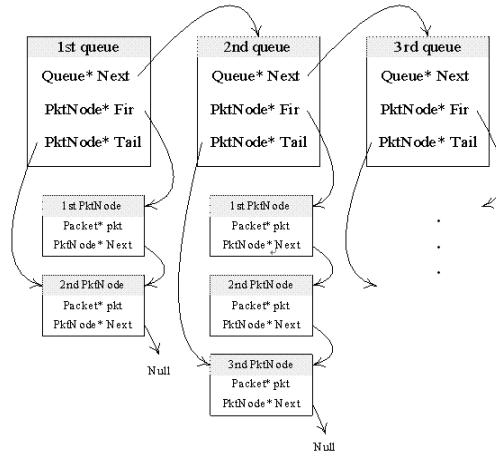 1st queue
Queue* Next
PktNode* Fir
PktNode* Tail
1st PktNode
Packet* pkt
PktNode* Next
2nd PktNode
Packet* pkt
PktNode* Next
Null
2nd queue
Queue* Next
PktNode* Fir
PktNode* Tail
1st PktNode
Packet* pkt
PktNode* Next
2nd PktNode
Packet* pkt
PktNode* Next
3nd PktNode
Packet* pkt
PktNode* Next
Null
3rd queue
Queue* Next
PktNode* Fir
PktNode* Tail